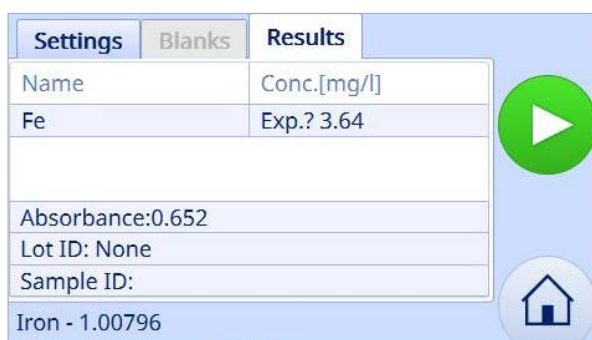 Settings Blanks Results
Name Conc.[mg/l]
Fe Exp.? 3.64
Absorbance:0.652
Lot ID: None
Sample ID:
Iron - 1.00796